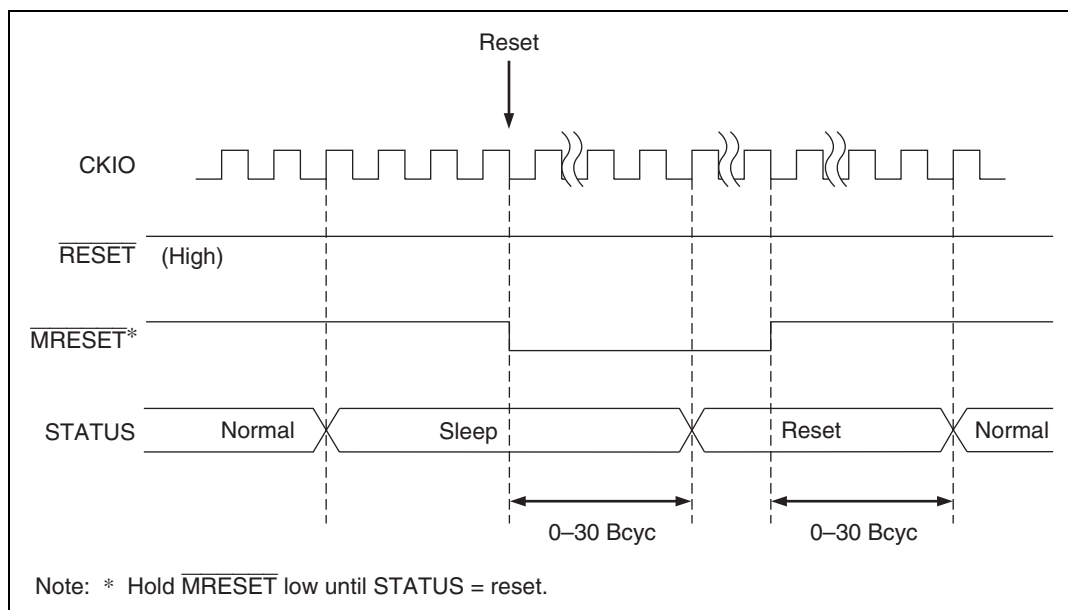 Reset
CKIO
RESET (High)
MRESET*
STATUS Normal Sleep Reset Normal
0–30 Bcyc 0–30 Bcyc
Note: * Hold MRESET low until STATUS = reset.